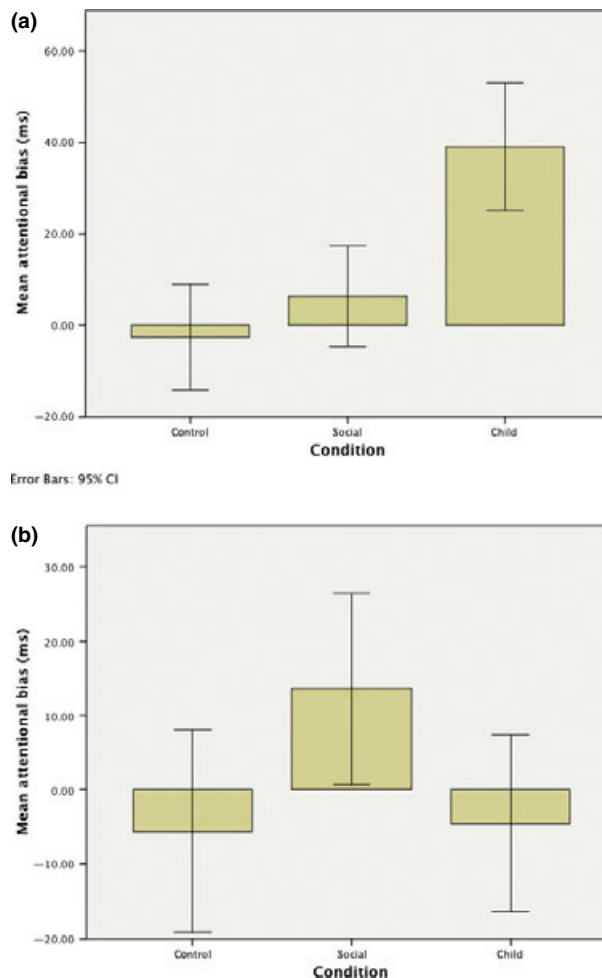 (a)
Mean attentional bias (ms)
60.00
40.00
20.00
0.00
−20.00
Control Social Child
Condition
Error Bars: 95% CI
(b)
Mean attentional bias (ms)
30.00
20.00
10.00
0.00
−10.00
−20.00
Control Social Child
Condition